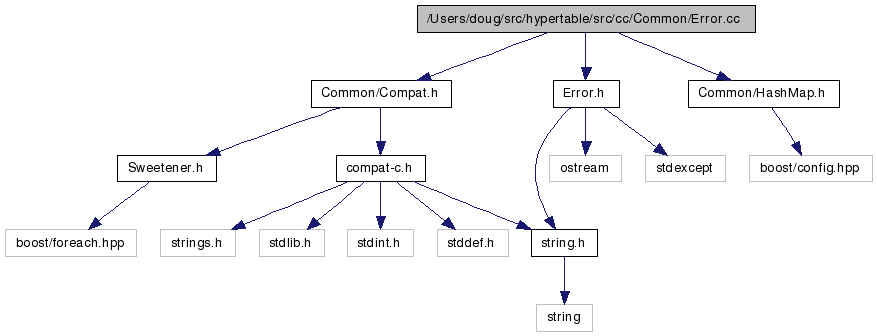 /Users/doug/src/hypertable/src/cc/Common/Error.cc
Common/Compat.h
Error.h
Common/HashMap.h
Sweetener.h
compat-c.h
ostream
stdexcept
boost/config.hpp
boost/foreach.hpp
strings.h
stdlib.h
stdint.h
stddef.h
string.h
string